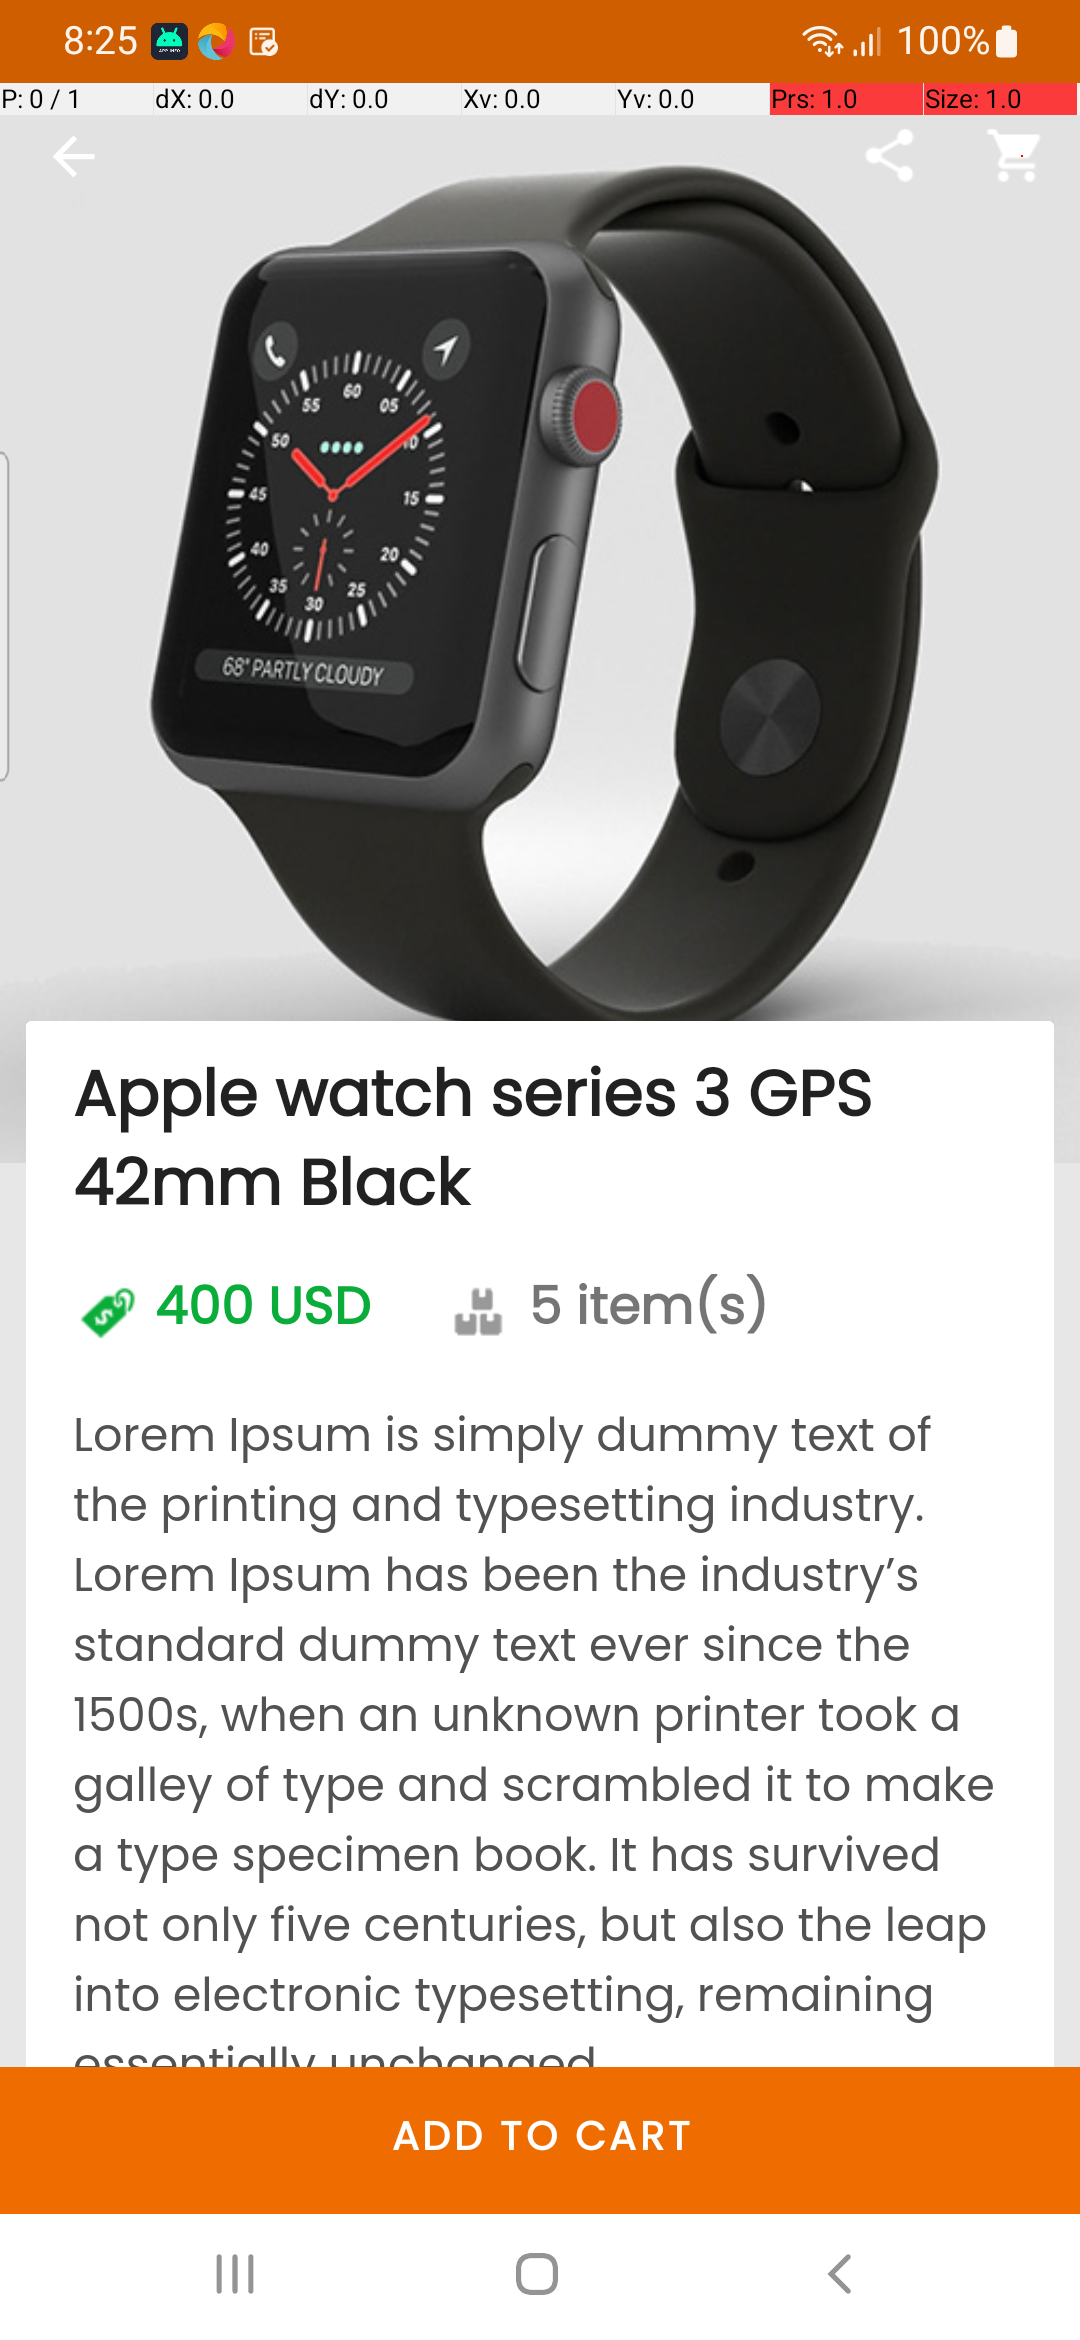 8:25
100%
P: 0 / 1 dX: 0.0 dY: 0.0 Xv: 0.0 Yv: 0.0 Prs: 1.0 Size: 1.0
60
55 05
50 10
45 15
40 20
35 25
30
68° PARTLY CLOUDY
Apple watch series 3 GPS
42mm Black
400 USD 5 item(s)
Lorem Ipsum is simply dummy text of
the printing and typesetting industry.
Lorem Ipsum has been the industry’s
standard dummy text ever since the
1500s, when an unknown printer took a
galley of type and scrambled it to make
a type specimen book. It has survived
not only five centuries, but also the leap
into electronic typesetting, remaining
essentially unchanged.
ADD TO CART